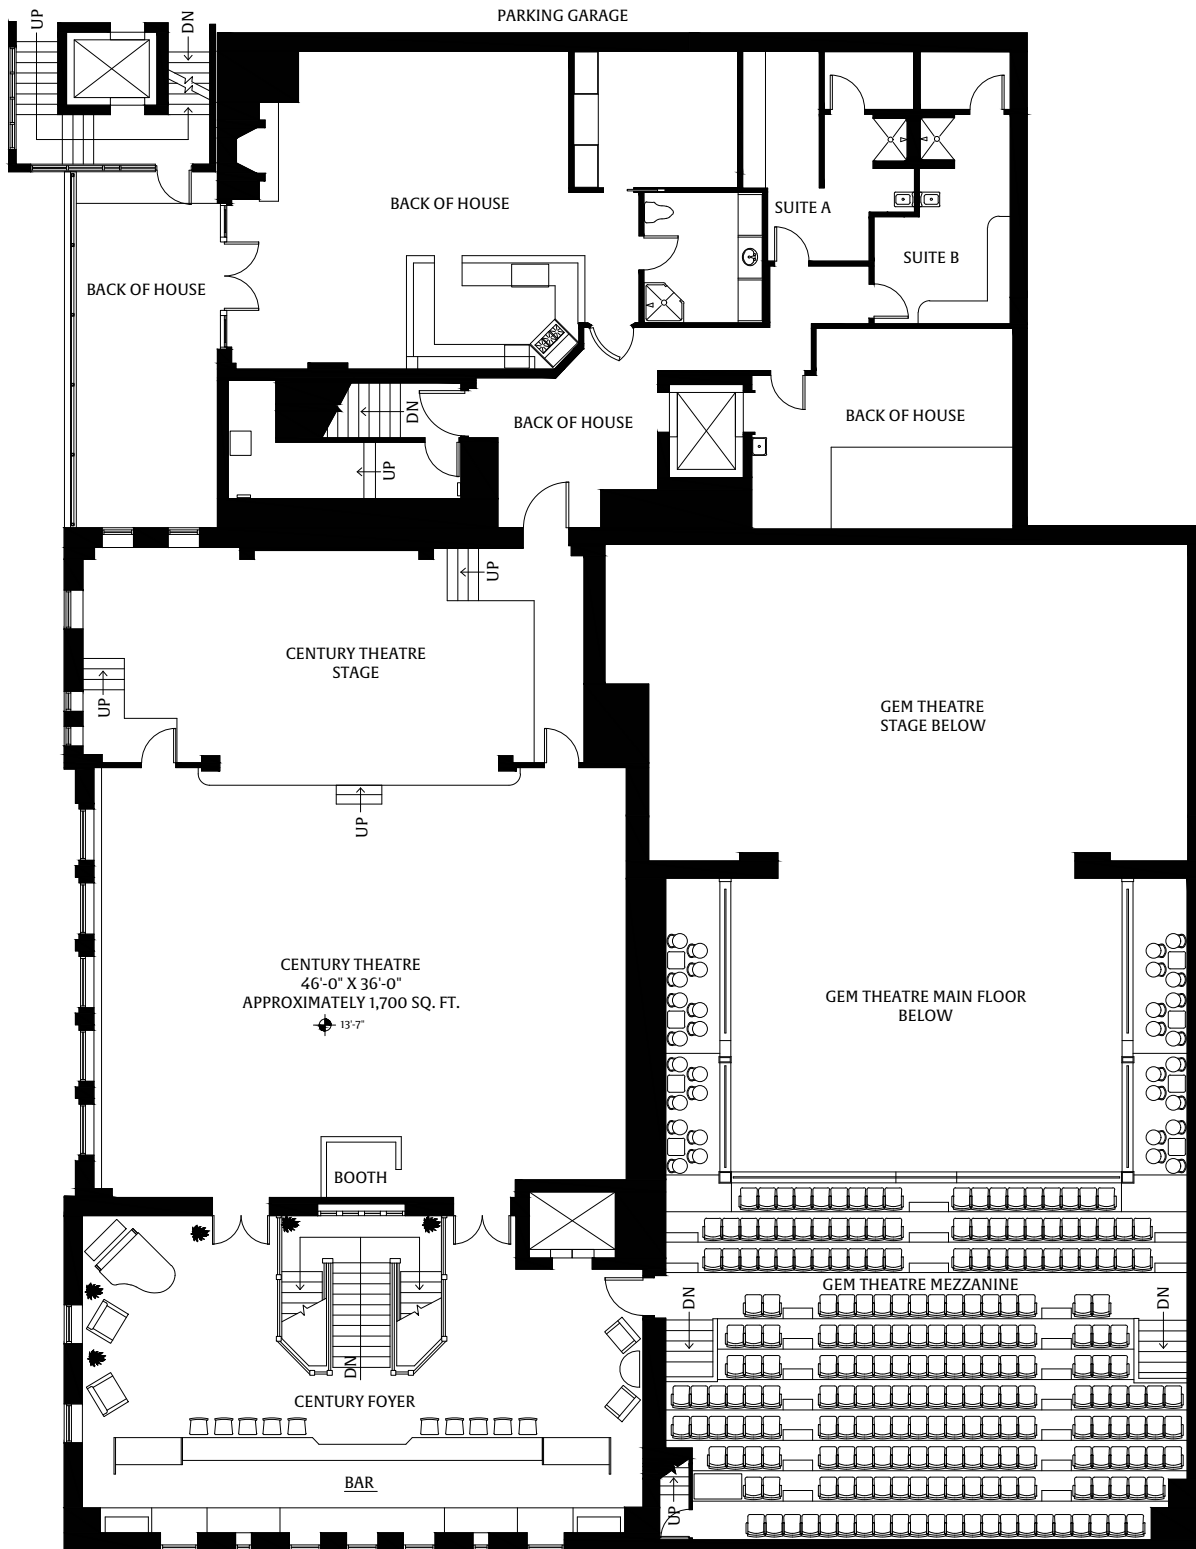 PARKING GARAGE
UP
DN
BACK OF HOUSE
SUITE A
SUITE B
BACK OF HOUSE
DN
BACK OF HOUSE
BACK OF HOUSE
UP
UP
CENTURY THEATRE
STAGE
UP
GEM THEATRE
STAGE BELOW
UP
CENTURY THEATRE
46'-0" X 36'-0"
APPROXIMATELY 1,700 SQ. FT.
13'-7"
GEM THEATRE MAIN FLOOR
BELOW
BOOTH
GEM THEATRE MEZZANINE
DN
DN
DN
CENTURY FOYER
BAR
UP